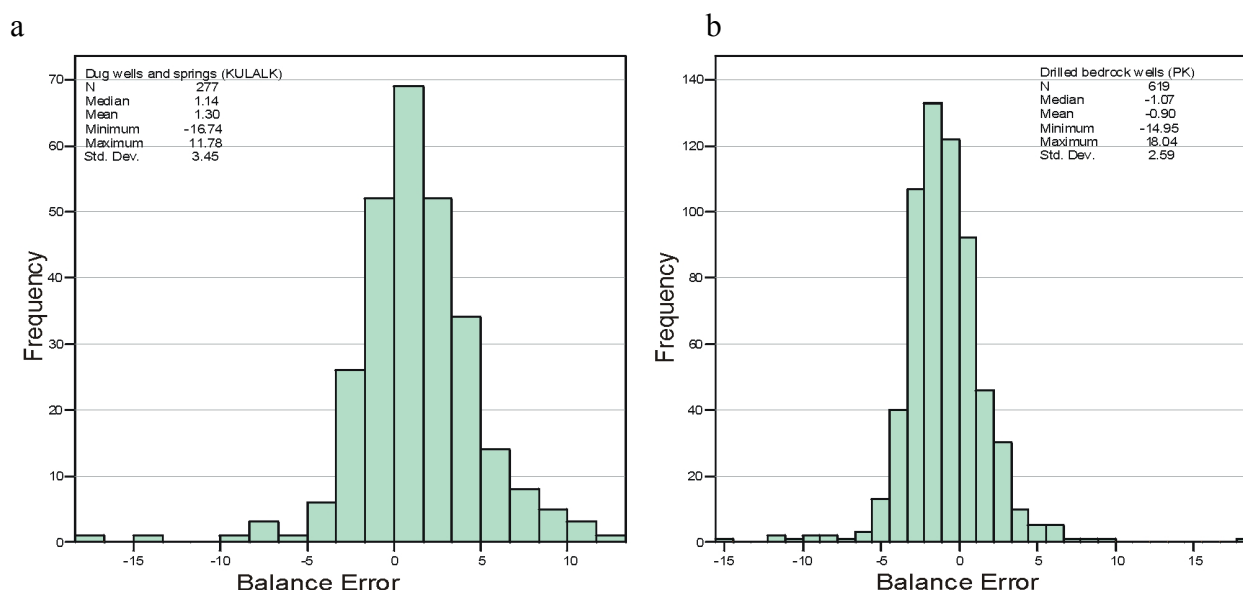 a
Dug wells and springs (KULALK)
N 277
Median 1.14
Mean 1.30
Minimum -16.74
Maximum 11.78
Std. Dev. 3.45
70
60
50
40
30
20
10
0
Frequency
-15 -10 -5 0 5 10
Balance Error
b
Drilled bedrock wells (PK)
N 619
Median -1.07
Mean -0.90
Minimum -14.95
Maximum 18.04
Std. Dev. 2.59
140
120
100
80
60
40
20
0
Frequency
-15 -10 -5 0 5 10 15
Balance Error